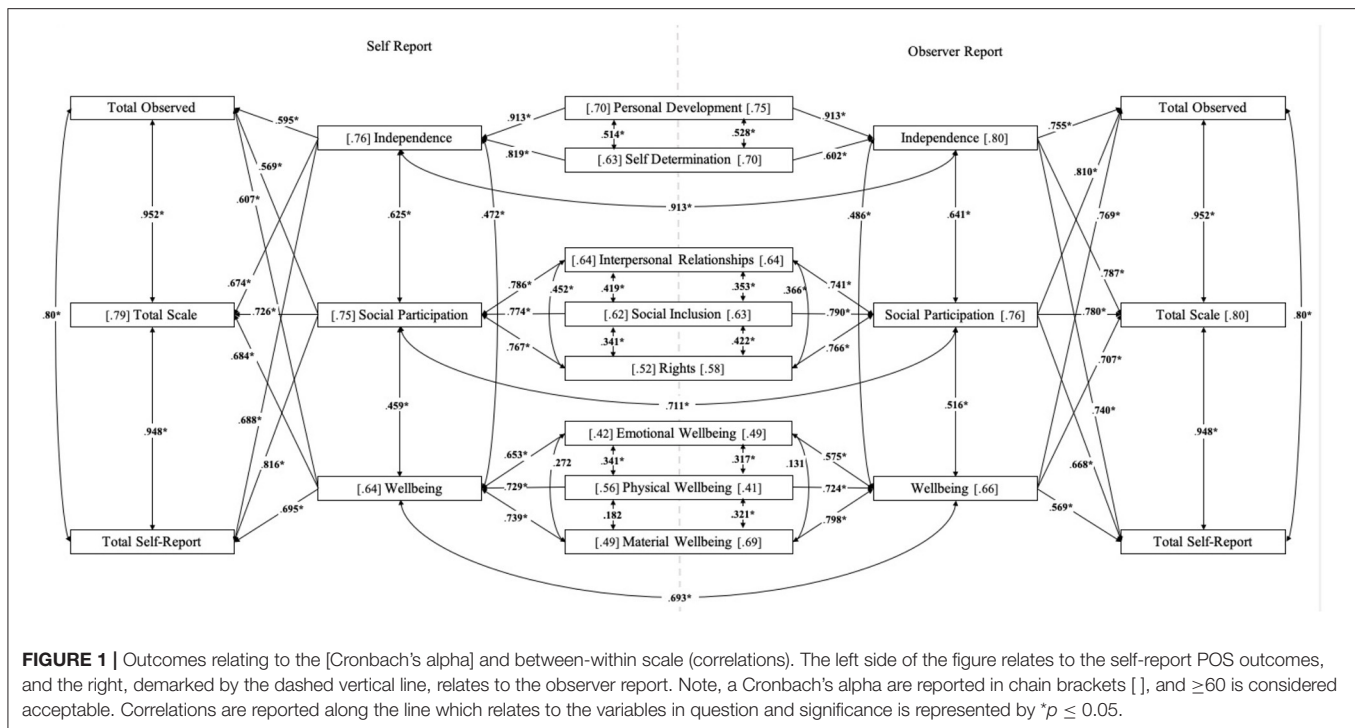 Self Report
Observer Report
Total Observed
[.70] Personal Development [.75]
Total Observed
.595*
.913*
.913*
.755*
.514*
.528*
[.76] Independence
Independence [.80]
.819*
[.63] Self Determination [.70]
.602*
.569*
.810*
.607*
.769*
.913*
.952*
.625*
.472*
.486*
.641*
.952*
[.64] Interpersonal Relationships [.64]
.674*
.786*
.452*
.419*
.353*
.366*
.741*
.787*
.80*
[.79] Total Scale
.726*
[.75] Social Participation
.774*
[.62] Social Inclusion [.63]
.790*
Social Participation [.76]
.780*
Total Scale [.80]
.80*
.684*
.767*
.341*
.422*
.766*
.707*
[.52] Rights [.58]
.711*
.459*
.516*
.688*
.740*
.948*
.948*
[.42] Emotional Wellbeing [.49]
.816*
.653*
.272
.341*
.317*
.131
.575*
.668*
[.64] Wellbeing
.729*
[.56] Physical Wellbeing [.41]
.724*
Wellbeing [.66]
.695*
.739*
.182
.321*
.798*
.569*
Total Self-Report
[.49] Material Wellbeing [.69]
Total Self-Report
.693*
FIGURE 1 | Outcomes relating to the [Cronbach's alpha] and between-within scale (correlations). The left side of the figure relates to the self-report POS outcomes,
and the right, demarked by the dashed vertical line, relates to the observer report. Note, a Cronbach's alpha are reported in chain brackets [ ], and ≥60 is considered
acceptable. Correlations are reported along the line which relates to the variables in question and significance is represented by *p ≤ 0.05.